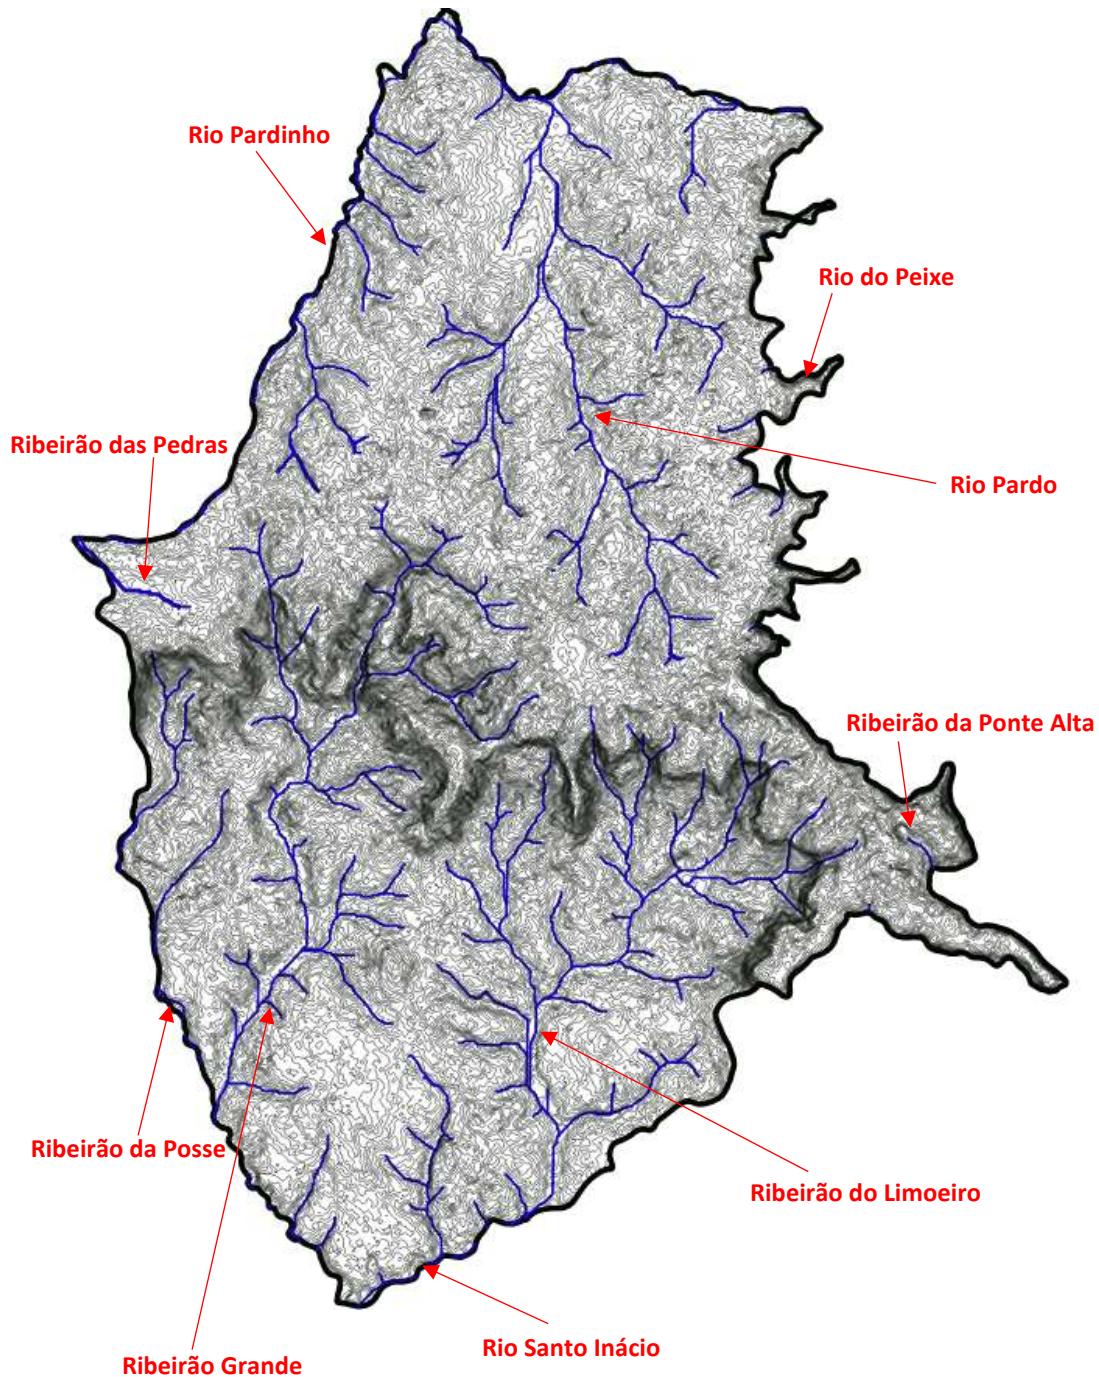 Rio Pardinho
Rio do Peixe
Ribeirão das Pedras
Rio Pardo
Ribeirão da Ponte Alta
Ribeirão da Posse
Ribeirão do Limoeiro
Rio Santo Inácio
Ribeirão Grande